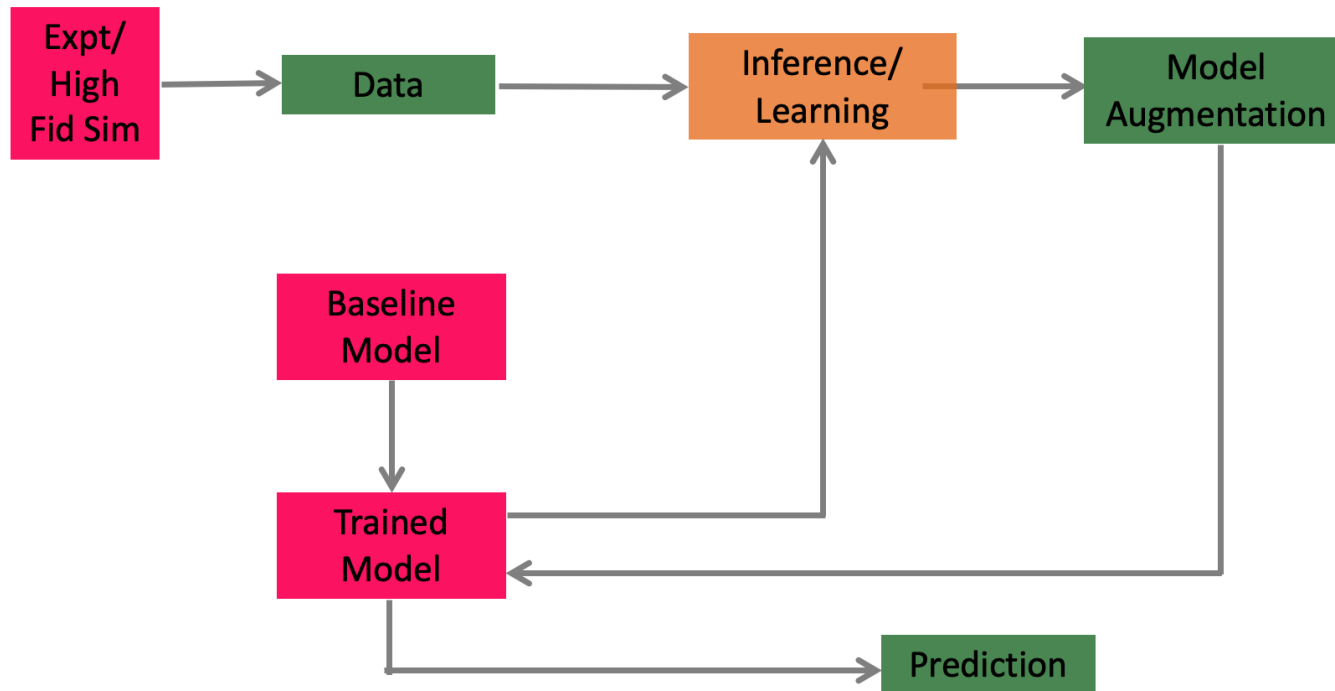 Expt/
High
Fid Sim
Data
Inference/
Learning
Model
Augmentation
Baseline
Model
Trained
Model
Prediction